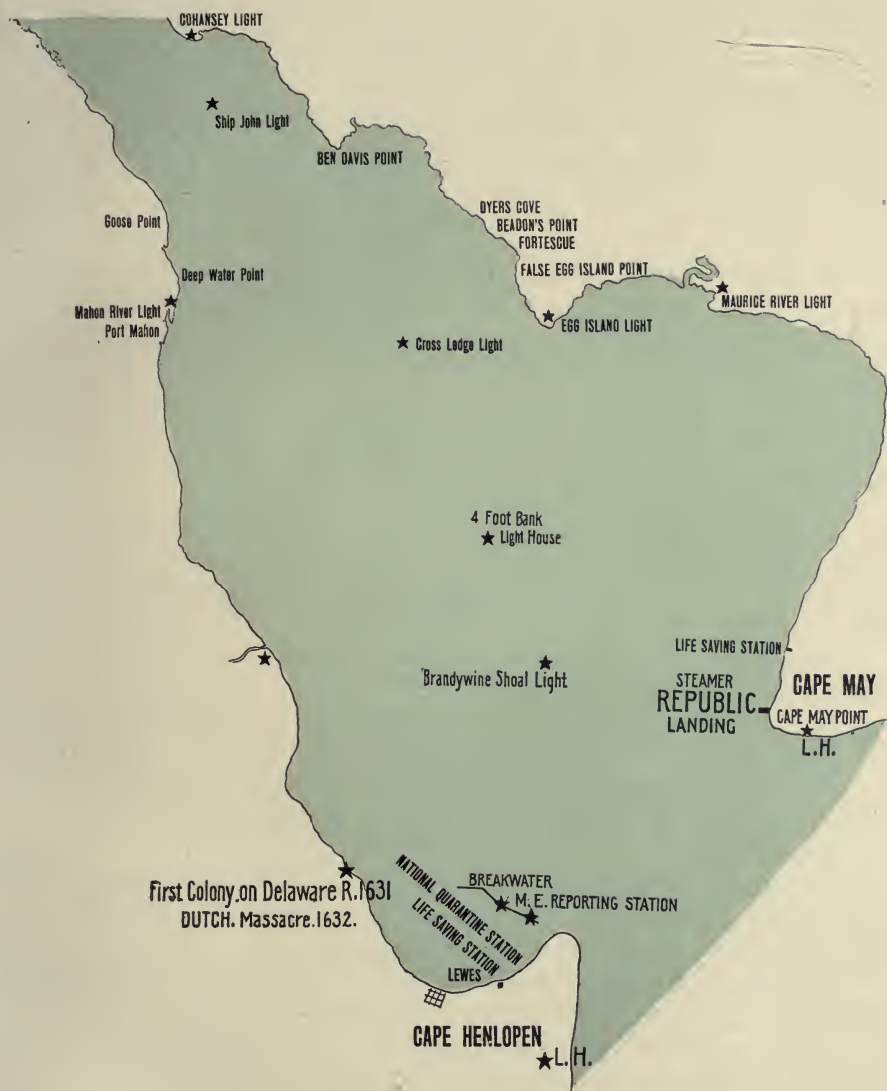 COHANSEY LIGHT
Ship John Light
BEN DAVIS POINT
DYERS COVE
BEADON'S POINT
FORTESCUE
Goose Point
FALSE EGG ISLAND POINT
Deep Water Point
MAURICE RIVER LIGHT
Mahon River Light
Port Mahon
EGG ISLAND LIGHT
Cross Ledge Light
4 Foot Bank
Light House
LIFE SAVING STATION
Brandywine Shoal Light
STEAMER
REPUBLIC
LANDING
CAPE MAY
CAPE MAY POINT
L.H.
First Colony.on Delaware R.1631
DUTCH. Massacre.1632.
BREAKWATER
M.E. REPORTING STATION
NATIONAL QUARANTINE STATION
LIFE SAVING STATION
LEWES
CAPE HENLOPEN
L.H.